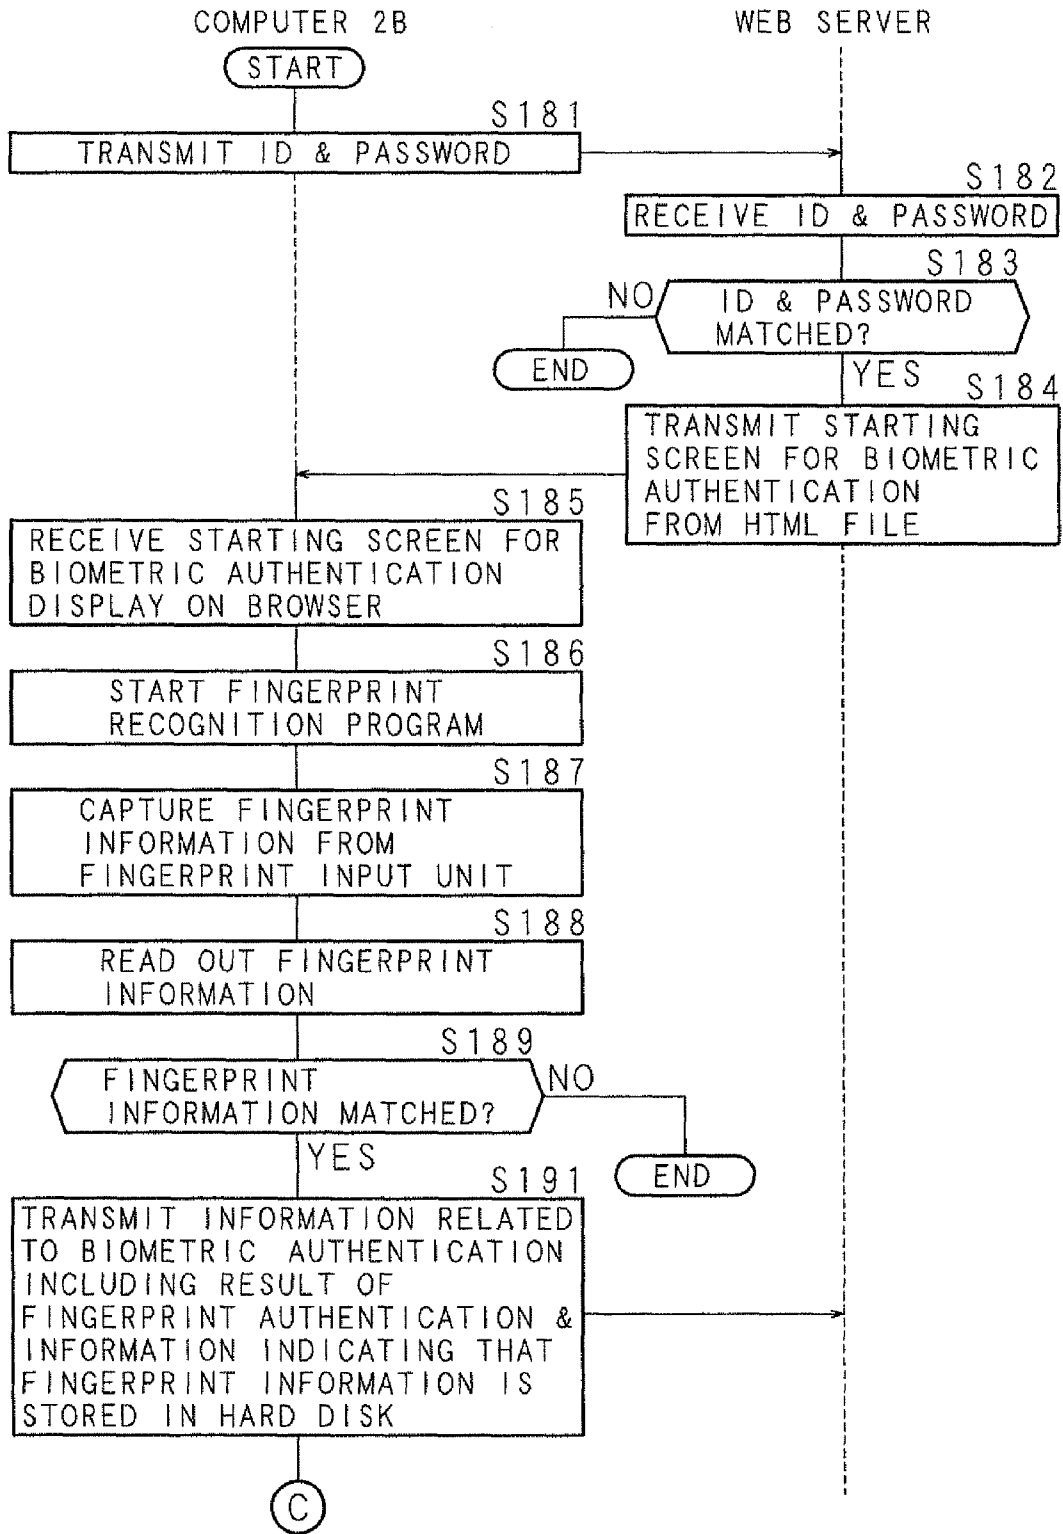 COMPUTER 2B
WEB SERVER
START
S181
TRANSMIT ID & PASSWORD
S182
RECEIVE ID & PASSWORD
S183
ID & PASSWORD
MATCHED?
NO
END
YES
S184
TRANSMIT STARTING
SCREEN FOR BIOMETRIC
AUTHENTICATION
FROM HTML FILE
S185
RECEIVE STARTING SCREEN FOR
BIOMETRIC AUTHENTICATION
DISPLAY ON BROWSER
S186
START FINGERPRINT
RECOGNITION PROGRAM
S187
CAPTURE FINGERPRINT
INFORMATION FROM
FINGERPRINT INPUT UNIT
S188
READ OUT FINGERPRINT
INFORMATION
S189
FINGERPRINT
INFORMATION MATCHED?
NO
END
YES
S191
TRANSMIT INFORMATION RELATED
TO BIOMETRIC AUTHENTICATION
INCLUDING RESULT OF
FINGERPRINT AUTHENTICATION &
INFORMATION INDICATING THAT
FINGERPRINT INFORMATION IS
STORED IN HARD DISK
C